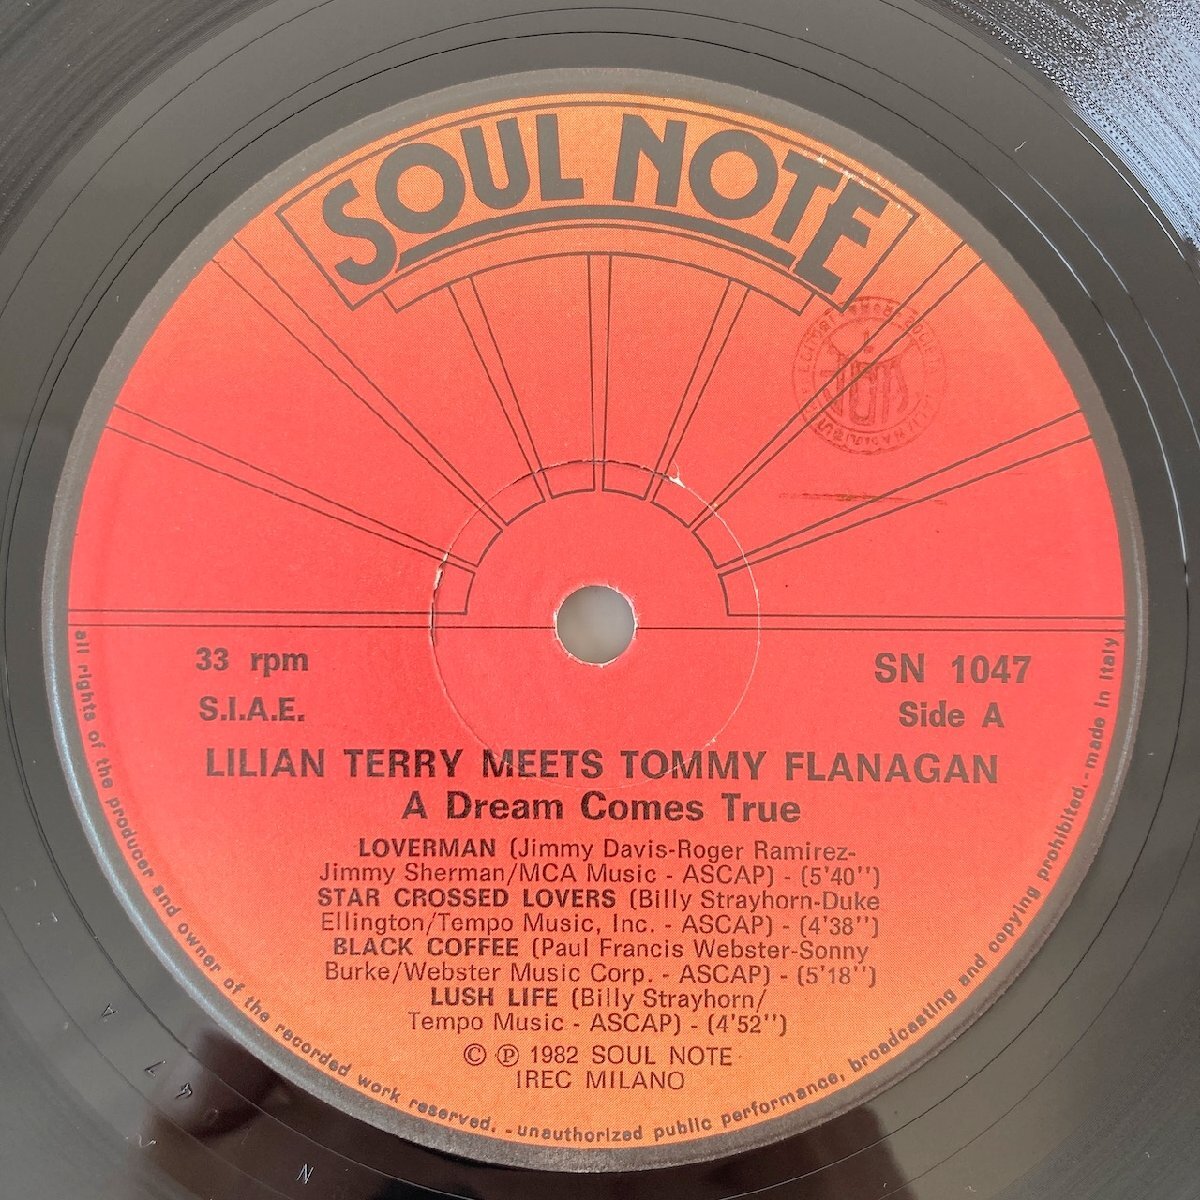 SOUL NOTE
33 rpm
S.I.A.E.
SN 1047
Side A
LILIAN TERRY MEETS TOMMY FLANAGAN
A Dream Comes True
LOVERMAN (Jimmy Davis-Roger Ramirez-
Jimmy Sherman/MCA Music - ASCAP) - (5'40'')
STAR CROSSED LOVERS (Billy Strayhorn-Duke
Ellington/Tempo Music, Inc. - ASCAP) - (4'38'')
BLACK COFFEE (Paul Francis Webster-Sonny
Burke/Webster Music Corp. - ASCAP) - (5'18'')
LUSH LIFE (Billy Strayhorn/
Tempo Music - ASCAP) - (4'52'')
© ℗ 1982 SOUL NOTE
IREC MILANO
all rights of the producer and owner of the recorded work reserved. - unauthorized public performance, broadcasting and copying prohibited. - made in Italy